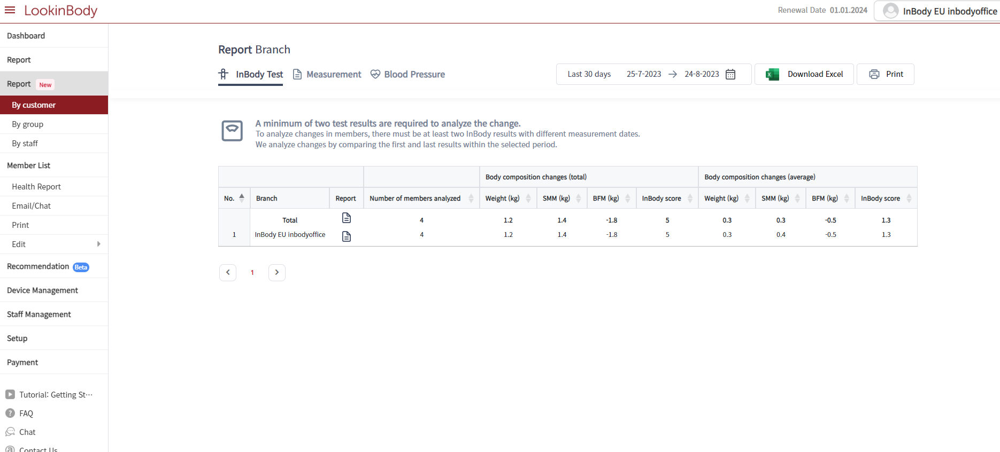 LookinBody
Renewal Date 01.01.2024
InBody EU inbodyoffice
Dashboard
Report
Report New
By customer
By group
By staff
Member List
Health Report
Email/Chat
Print
Edit
Recommendation Beta
Device Management
Staff Management
Setup
Payment
Tutorial: Getting St···
FAQ
Chat
Contact Us
Report Branch
InBody Test Measurement Blood Pressure
Last 30 days 25-7-2023 → 24-8-2023
Download Excel
Print
A minimum of two test results are required to analyze the change.
To analyze changes in members, there must be at least two InBody results with different measurement dates.
We analyze changes by comparing the first and last results within the selected period.
Body composition changes (total) Body composition changes (average)
No. Branch Report Number of members analyzed Weight (kg) SMM (kg) BFM (kg) InBody score Weight (kg) SMM (kg) BFM (kg) InBody score
Total 4 1.2 1.4 -1.8 5 0.3 0.3 -0.5 1.3
1 InBody EU inbodyoffice 4 1.2 1.4 -1.8 5 0.3 0.4 -0.5 1.3
1